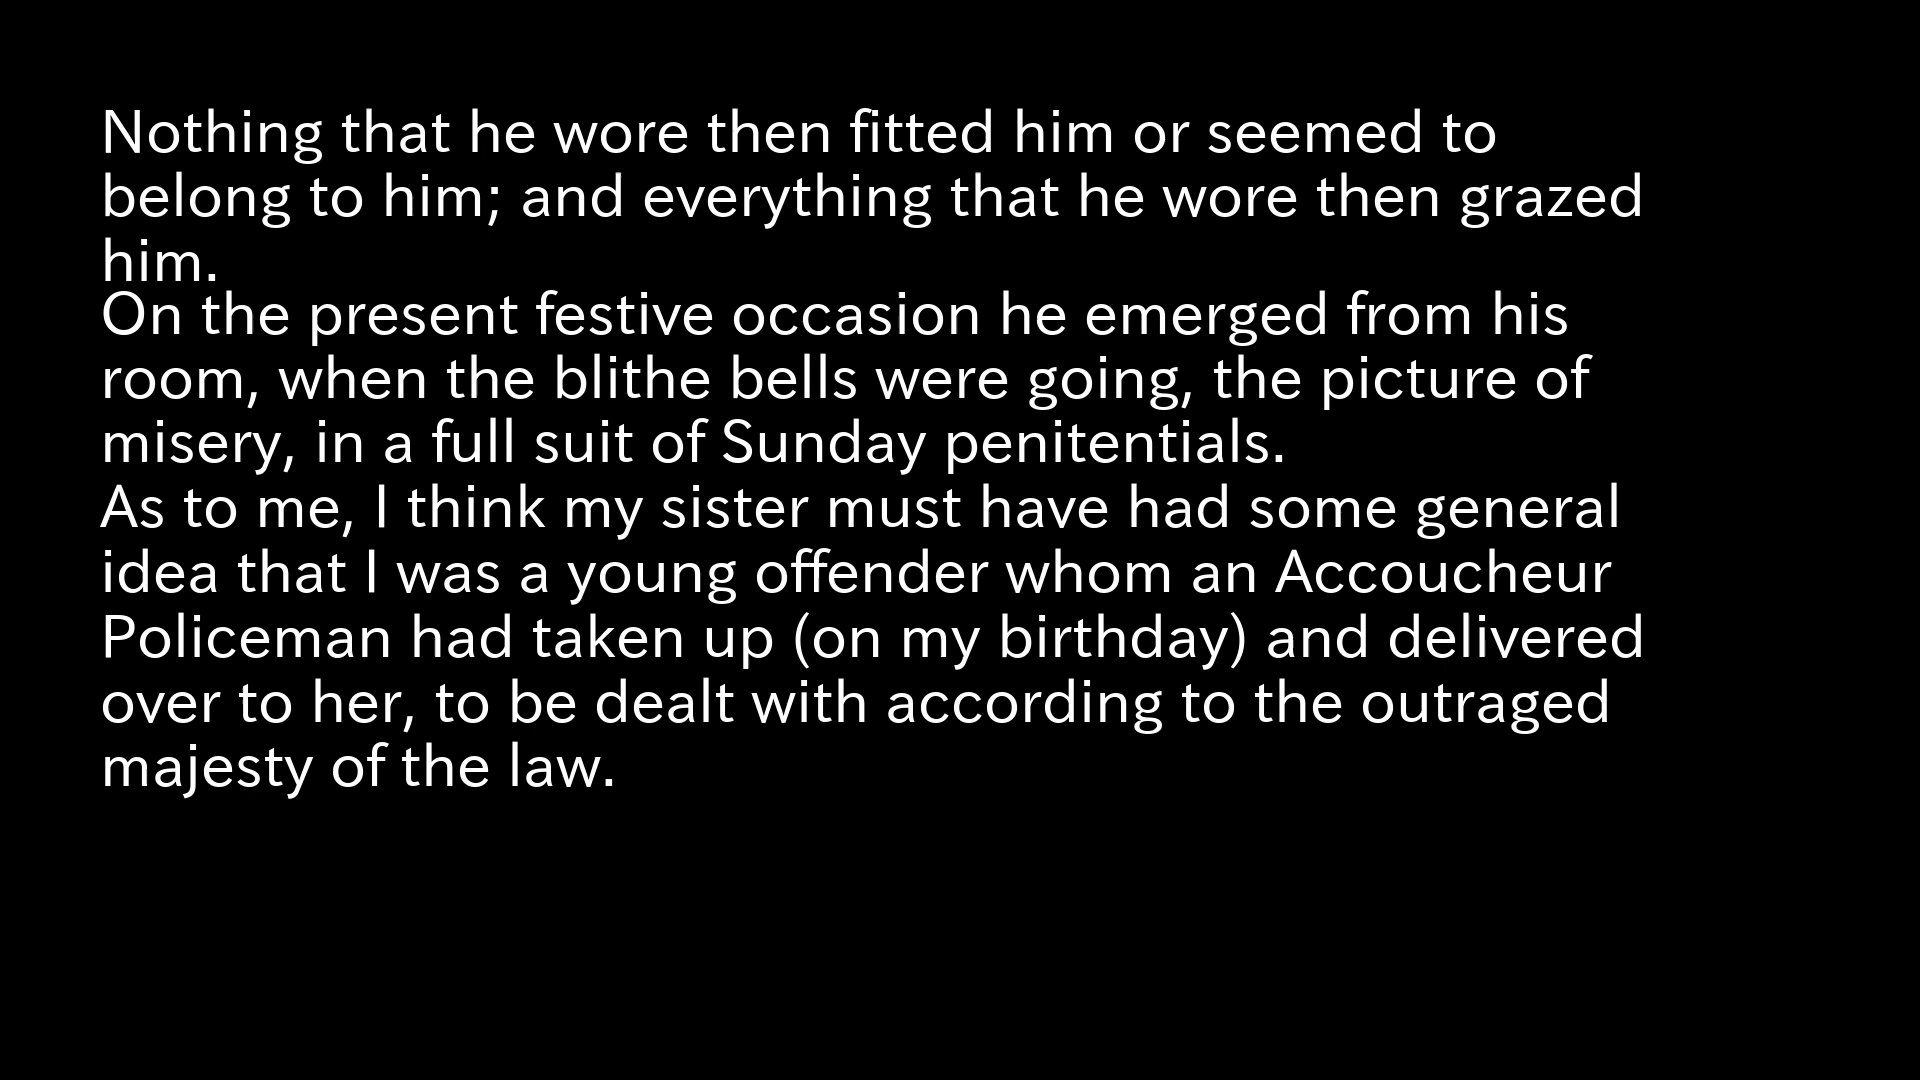 Nothing that he wore then fitted him or seemed to
belong to him; and everything that he wore then grazed
him.
On the present festive occasion he emerged from his
room, when the blithe bells were going, the picture of
misery, in a full suit of Sunday penitentials.
As to me, I think my sister must have had some general
idea that I was a young offender whom an Accoucheur
Policeman had taken up (on my birthday) and delivered
over to her, to be dealt with according to the outraged
majesty of the law.